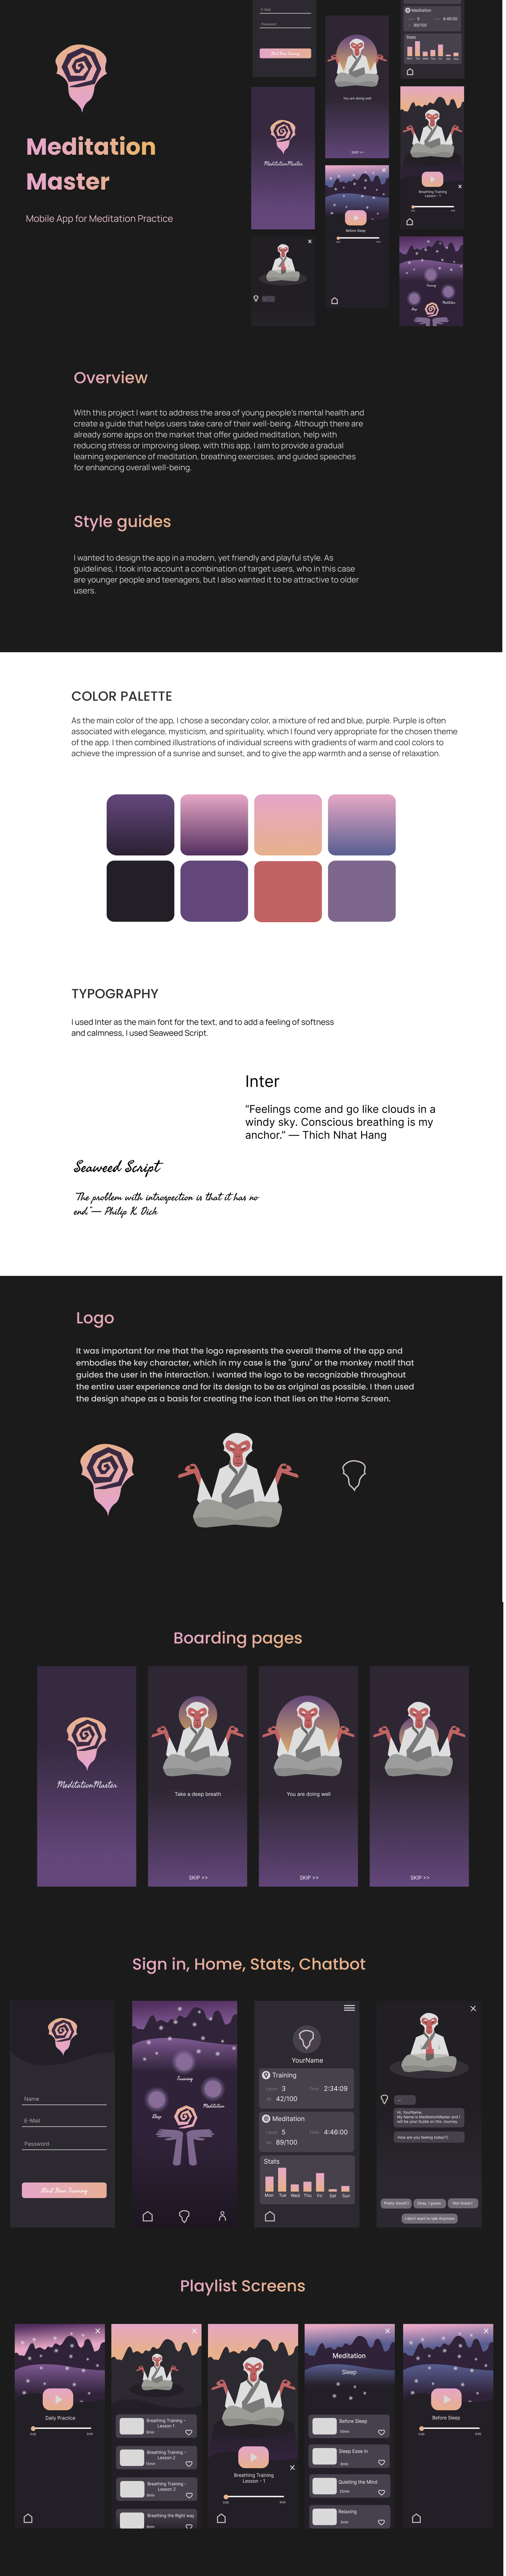 Meditation
Master
Mobile App for Meditation Practice
E-Mail
Password
Start Your Training
MeditationMaster
You are doing well
SKIP >>
Before Sleep
Meditation
5
4:46:00
89/100
Stats
Mon Tue Wed Thu Fri Sat Sun
Breathing Training
Lesson - 1
Training
Sleep
Meditation
Overview
With this project I want to address the area of young people's mental health and
create a guide that helps users take care of their well-being. Although there are
already some apps on the market that offer guided meditation, help with
reducing stress or improving sleep, with this app, I aim to provide a gradual
learning experience of meditation, breathing exercises, and guided speeches
for enhancing overall well-being.
Style guides
I wanted to design the app in a modern, yet friendly and playful style. As
guidelines, I took into account a combination of target users, who in this case
are younger people and teenagers, but I also wanted it to be attractive to older
users.
COLOR PALETTE
As the main color of the app, I chose a secondary color, a mixture of red and blue, purple. Purple is often
associated with elegance, mysticism, and spirituality, which I found very appropriate for the chosen theme
of the app. I then combined illustrations of individual screens with gradients of warm and cool colors to
achieve the impression of a sunrise and sunset, and to give the app warmth and a sense of relaxation.
TYPOGRAPHY
I used Inter as the main font for the text, and to add a feeling of softness
and calmness, I used Seaweed Script.
Inter
"Feelings come and go like clouds in a
windy sky. Conscious breathing is my
anchor." — Thich Nhat Hang
Seaweed Script
"The problem with introspection is that it has no
end." — Philip K. Dick
Logo
It was important for me that the logo represents the overall theme of the app and
embodies the key character, which in my case is the "guru" or the monkey motif that
guides the user in the interaction. I wanted the logo to be recognizable throughout
the entire user experience and for its design to be as original as possible. I then used
the design shape as a basis for creating the icon that lies on the Home Screen.
Boarding pages
MeditationMaster
Take a deep breath
SKIP >>
You are doing well
SKIP >>
SKIP >>
Sign in, Home, Stats, Chatbot
Name
E-Mail
Password
Training
Sleep
Meditation
YourName
Training
Level 3 Time 2:34:09
42/100
Meditation
Level 5 Time 4:46:00
89/100
Stats
Mon Tue Wed Thu Fri Sat Sun
Hi, YourName.
My Name is MeditationMaster and I
will be your Guide on this Journey.
How are you feeling today?:)
Pretty Good!! Okay, i guess Not Great:(
I don't want to talk Anymore
Playlist Screens
Daily Practice
0:00
Breathing Training -
Lesson 1
Breathing Training -
Lesson 2
Breathing Training -
Lesson 2
Breathing the Right way
Breathing Training
Lesson - 1
Meditation
Sleep
Before Sleep
Sleep Ease in
Quieting the Mind
Relaxing
Before Sleep